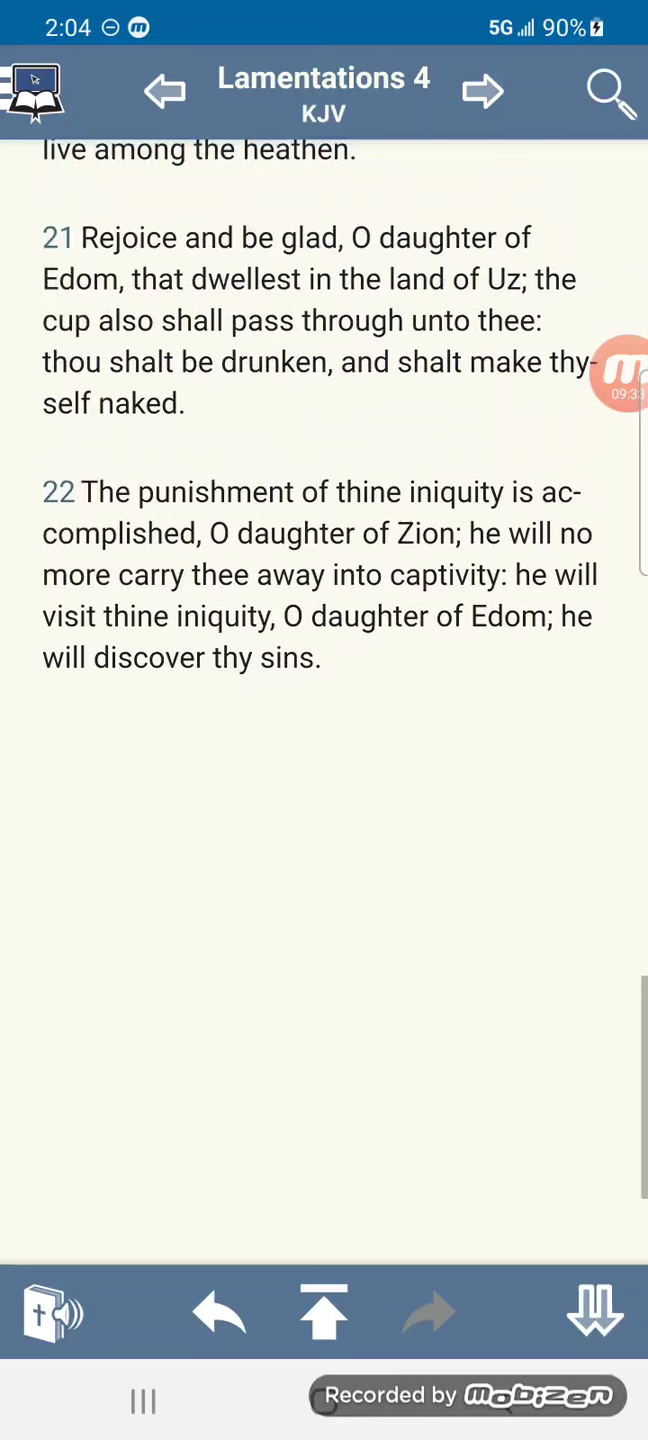 2:04
5G 90%
Lamentations 4
KJV
live among the heathen.
21 Rejoice and be glad, O daughter of
Edom, that dwellest in the land of Uz; the
cup also shall pass through unto thee:
thou shalt be drunken, and shalt make thy-
self naked.
09:33
22 The punishment of thine iniquity is ac-
complished, O daughter of Zion; he will no
more carry thee away into captivity: he will
visit thine iniquity, O daughter of Edom; he
will discover thy sins.
Recorded by mobizen